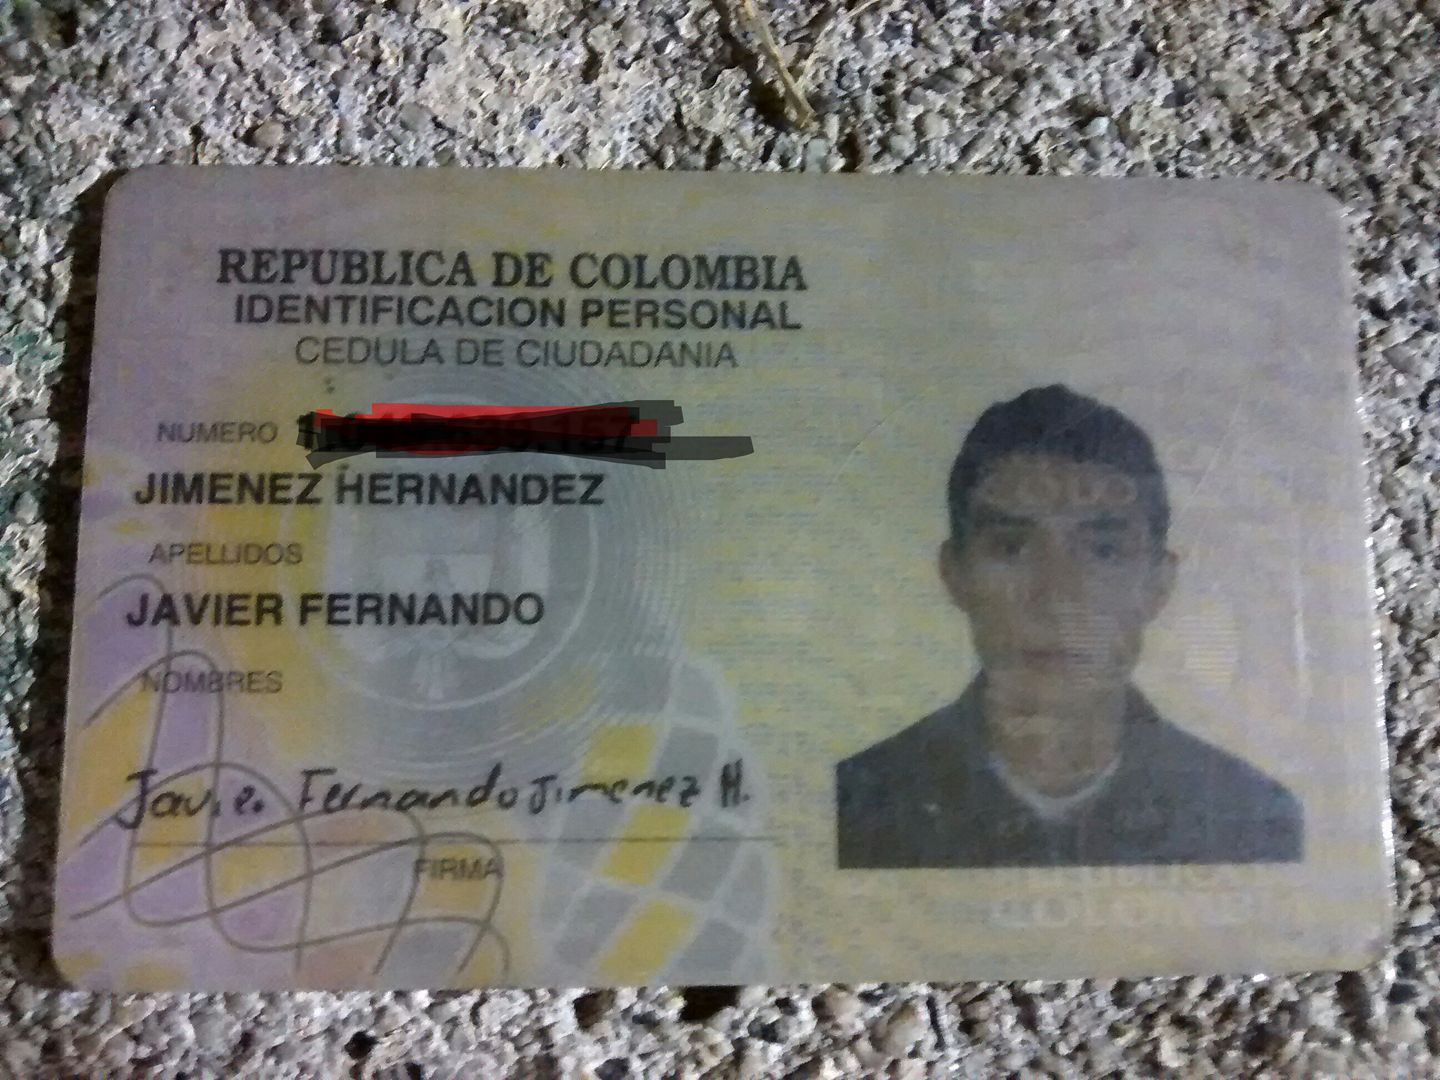 REPUBLICA DE COLOMBIA
IDENTIFICACION PERSONAL
CEDULA DE CIUDADANIA
NUMERO
JIMENEZ HERNANDEZ
APELLIDOS
JAVIER FERNANDO
NOMBRES
Javier Fernando Jimenez H.
FIRMA